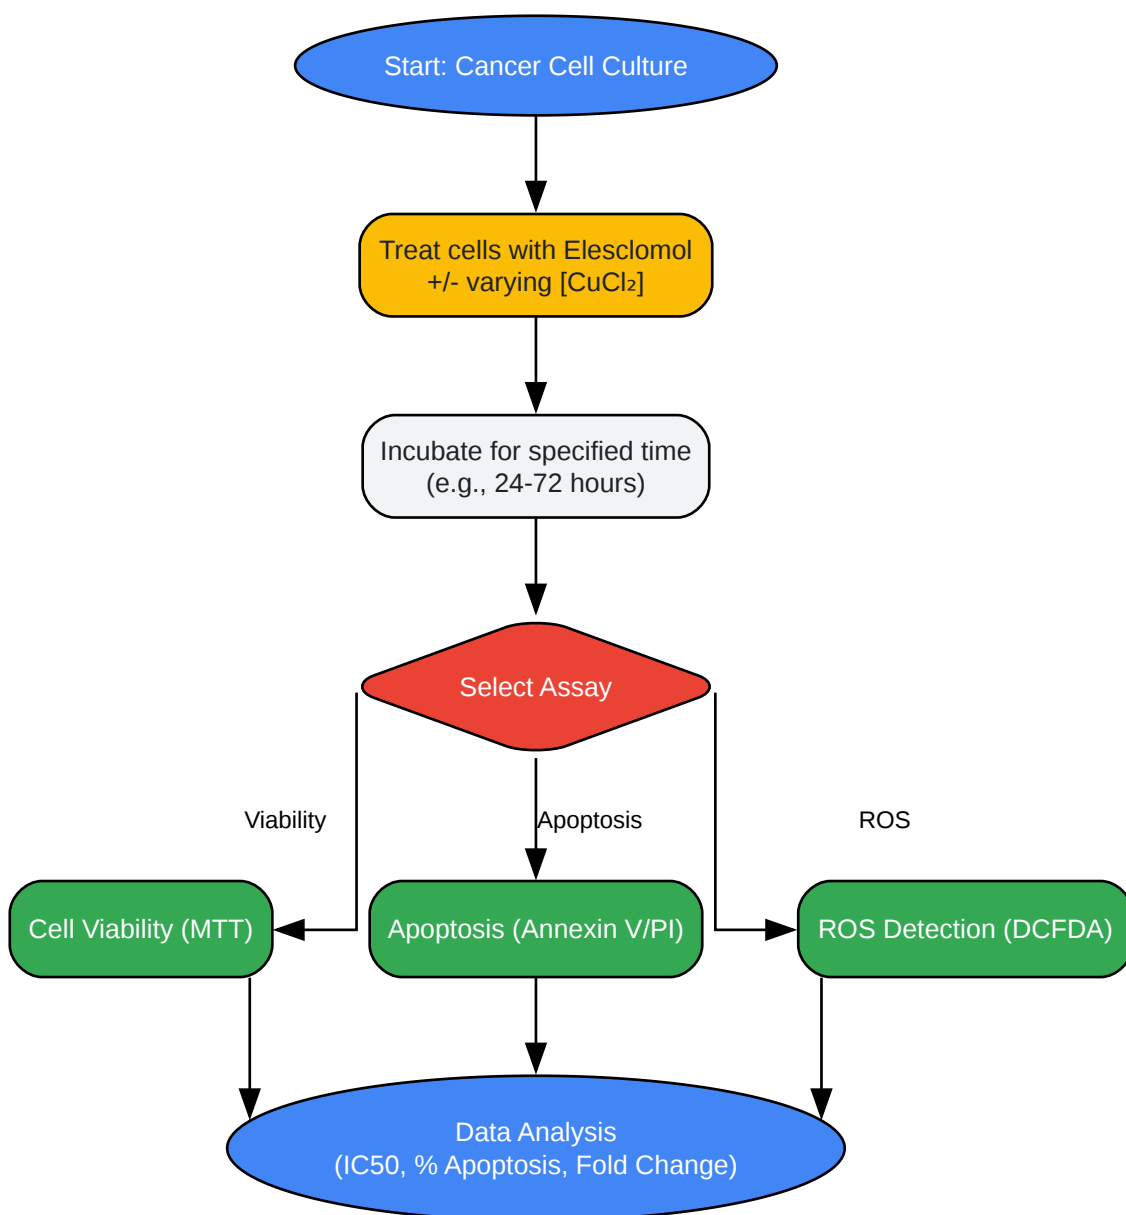 Start: Cancer Cell Culture
Treat cells with Elesclomol
+/- varying [CuCl₂]
Incubate for specified time
(e.g., 24-72 hours)
Select Assay
Viability
Apoptosis
ROS
Cell Viability (MTT)
Apoptosis (Annexin V/PI)
ROS Detection (DCFDA)
Data Analysis
(IC50, % Apoptosis, Fold Change)